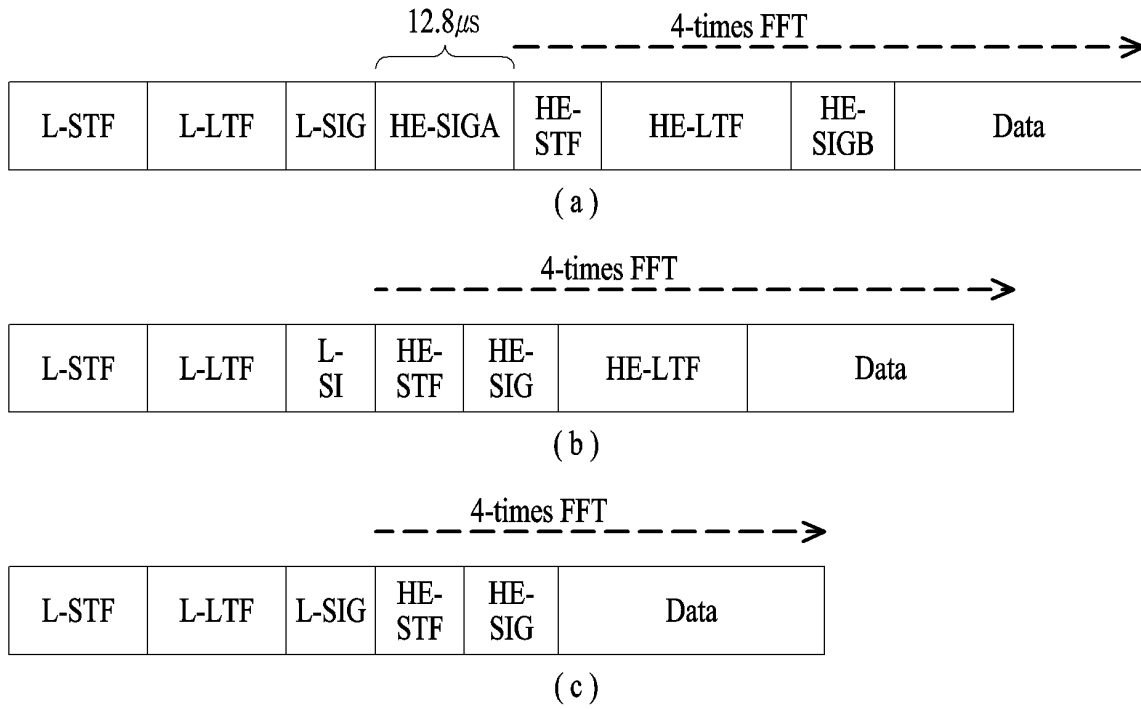 12.8μs
4-times FFT
L-STF L-LTF L-SIG HE-SIGA HE-STF HE-LTF HE-SIGB Data
( a )
4-times FFT
L-STF L-LTF L-SI HE-STF HE-SIG HE-LTF Data
( b )
4-times FFT
L-STF L-LTF L-SIG HE-STF HE-SIG Data
( c )